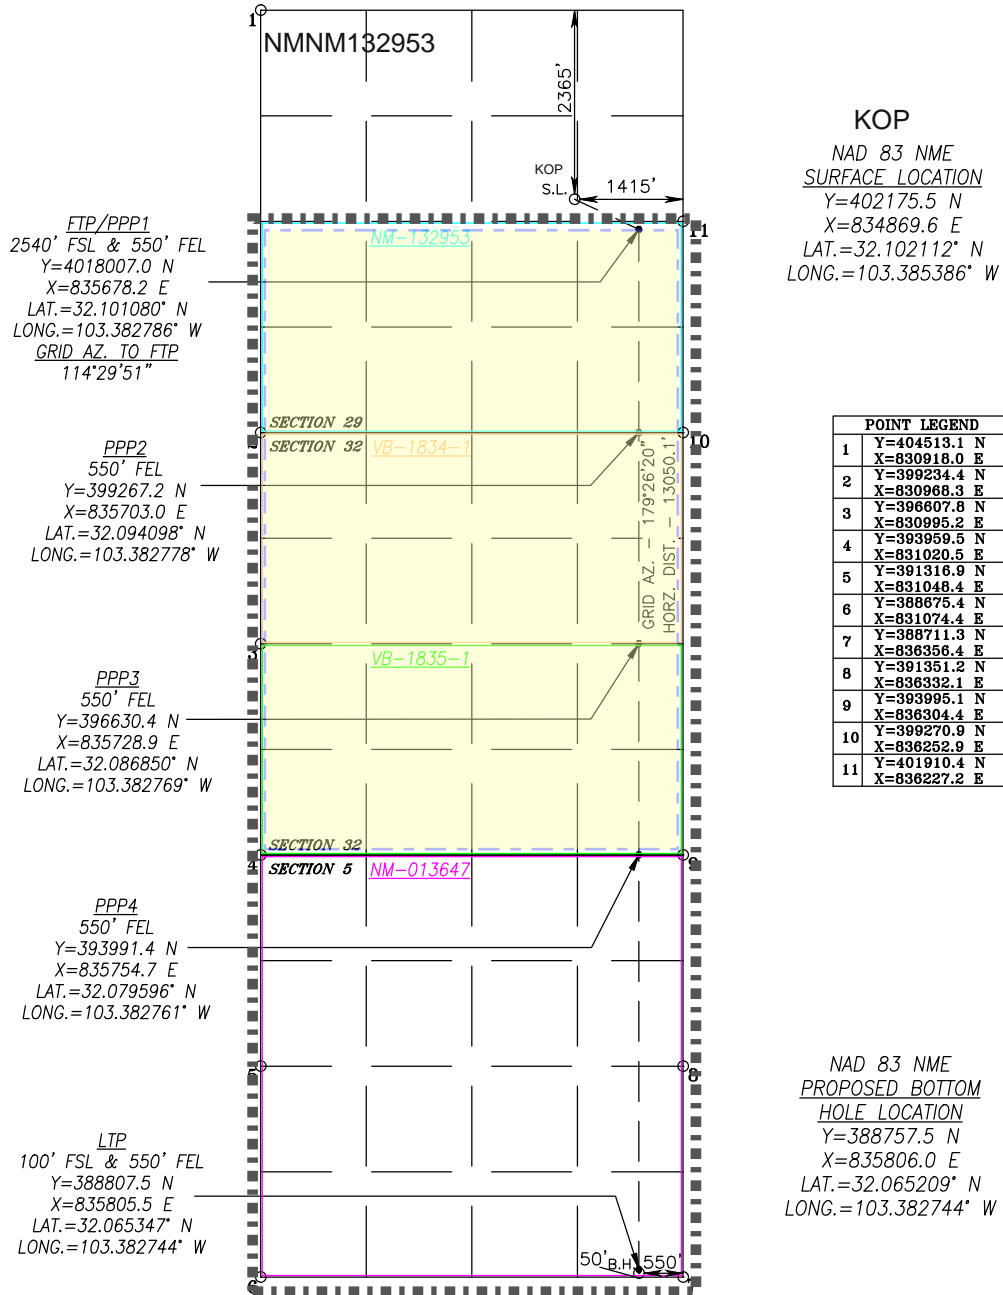 1
NMNM132953
2365'
KOP
S.L.
1415'
KOP
NAD 83 NME
SURFACE LOCATION
Y=402175.5 N
X=834869.6 E
LAT.=32.102112° N
LONG.=103.385386° W
FTP/PPP1
2540' FSL & 550' FEL
Y=4018007.0 N
X=835678.2 E
LAT.=32.101080° N
LONG.=103.382786° W
GRID AZ. TO FTP
114°29'51"
NM-132953
11
SECTION 29
SECTION 32
VB-1834-1
10
GRID AZ. - 179°26'20"
HORZ. DIST. - 13050.1'
PPP2
550' FEL
Y=399267.2 N
X=835703.0 E
LAT.=32.094098° N
LONG.=103.382778° W
POINT LEGEND
1 Y=404513.1 N
X=830918.0 E
2 Y=399234.4 N
X=830968.3 E
3 Y=396607.8 N
X=830995.2 E
4 Y=393959.5 N
X=831020.5 E
5 Y=391316.9 N
X=831048.4 E
6 Y=388675.4 N
X=831074.4 E
7 Y=388711.3 N
X=836356.4 E
8 Y=391351.2 N
X=836332.1 E
9 Y=393995.1 N
X=836304.4 E
10 Y=399270.9 N
X=836252.9 E
11 Y=401910.4 N
X=836227.2 E
3
VB-1835-1
PPP3
550' FEL
Y=396630.4 N
X=835728.9 E
LAT.=32.086850° N
LONG.=103.382769° W
SECTION 32
4
SECTION 5
NM-013647
9
PPP4
550' FEL
Y=393991.4 N
X=835754.7 E
LAT.=32.079596° N
LONG.=103.382761° W
5
8
NAD 83 NME
PROPOSED BOTTOM
HOLE LOCATION
Y=388757.5 N
X=835806.0 E
LAT.=32.065209° N
LONG.=103.382744° W
LTP
100' FSL & 550' FEL
Y=388807.5 N
X=835805.5 E
LAT.=32.065347° N
LONG.=103.382744° W
50'
B.H.
550'
6